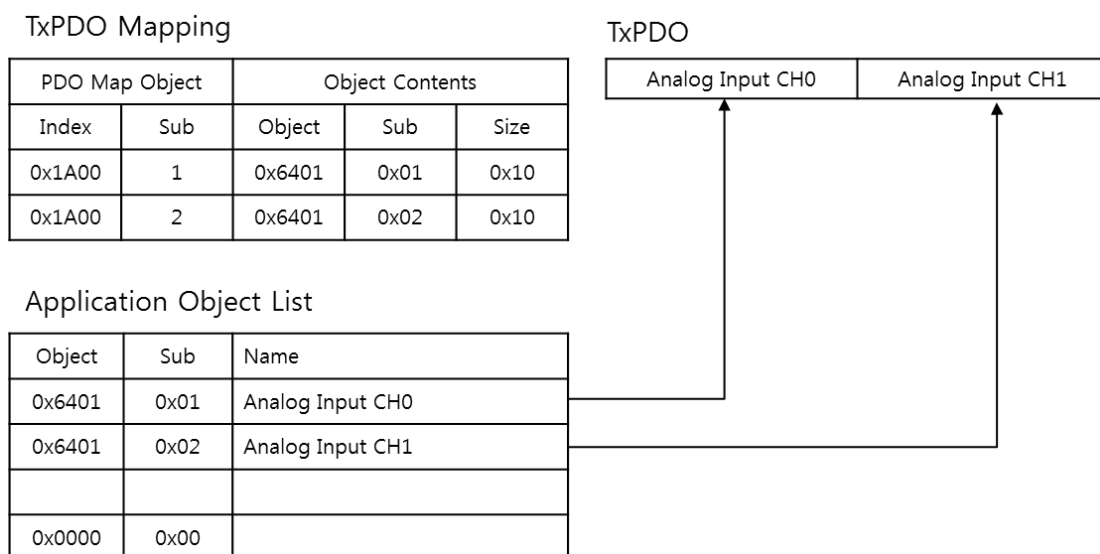 TxPDO Mapping
PDO Map Object Object Contents
Index Sub Object Sub Size
0x1A00 1 0x6401 0x01 0x10
0x1A00 2 0x6401 0x02 0x10
TxPDO
Analog Input CH0 Analog Input CH1
Application Object List
Object Sub Name
0x6401 0x01 Analog Input CH0
0x6401 0x02 Analog Input CH1
0x0000 0x00